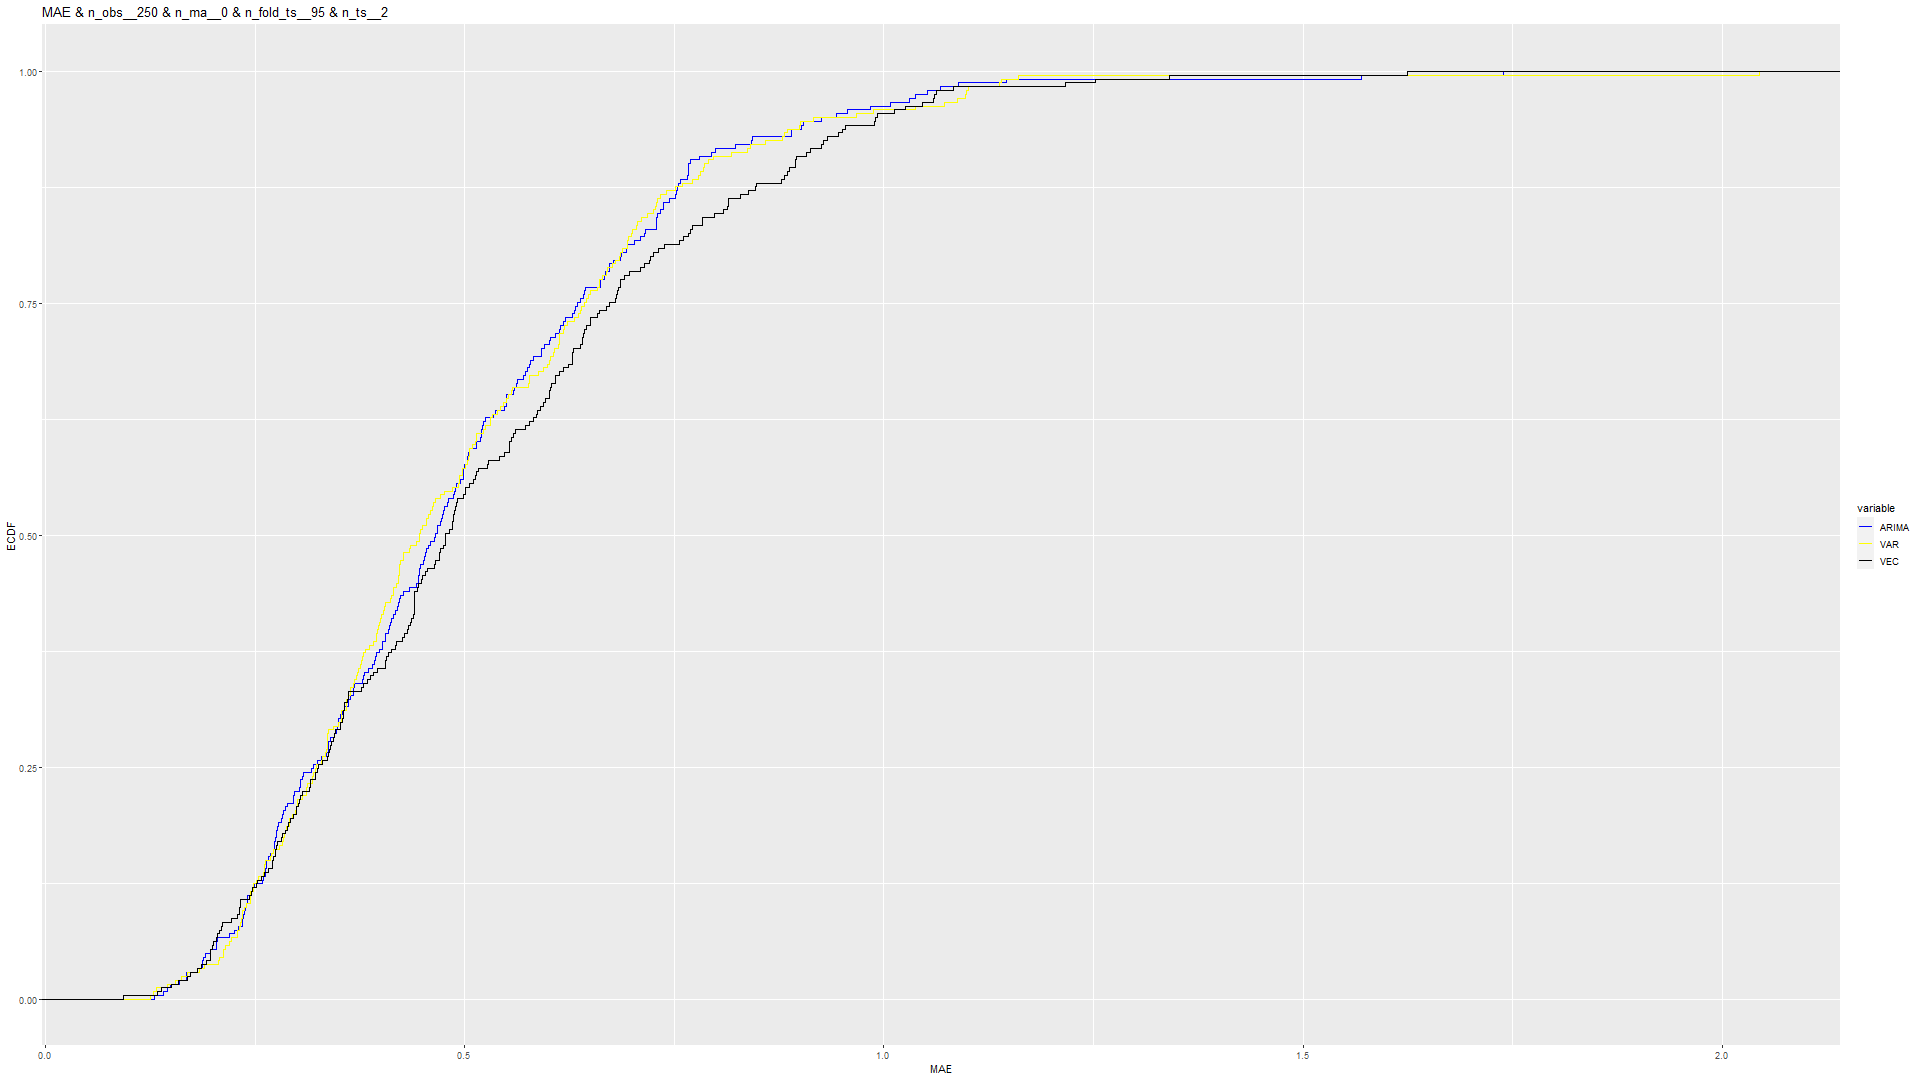 MAE & n_obs__250 & n_ma__0 & n_fold_ts__95 & n_ts__2
1.00
0.75
0.50
0.25
0.00
ECDF
0.0
0.5
1.0
1.5
2.0
MAE
variable
ARIMA
VAR
VEC